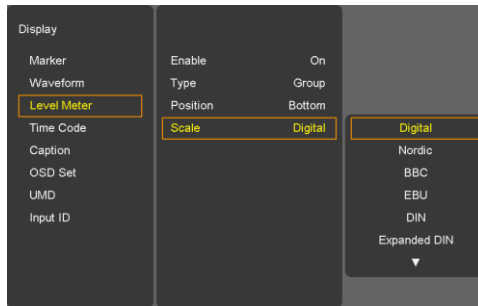 Display
Marker
Waveform
Level Meter
Time Code
Caption
OSD Set
UMD
Input ID
Enable On
Type Group
Position Bottom
Scale Digital
Digital
Nordic
BBC
EBU
DIN
Expanded DIN
▼